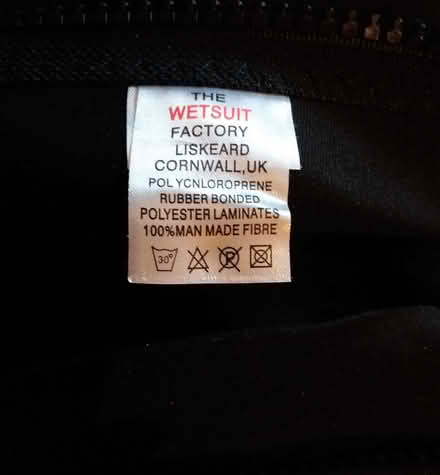 THE
WETSUIT
FACTORY
LISKEARD
CORNWALL,UK
POLYCNLOROPRENE
RUBBER BONDED
POLYESTER LAMINATES
100%MAN MADE FIBRE
30° P